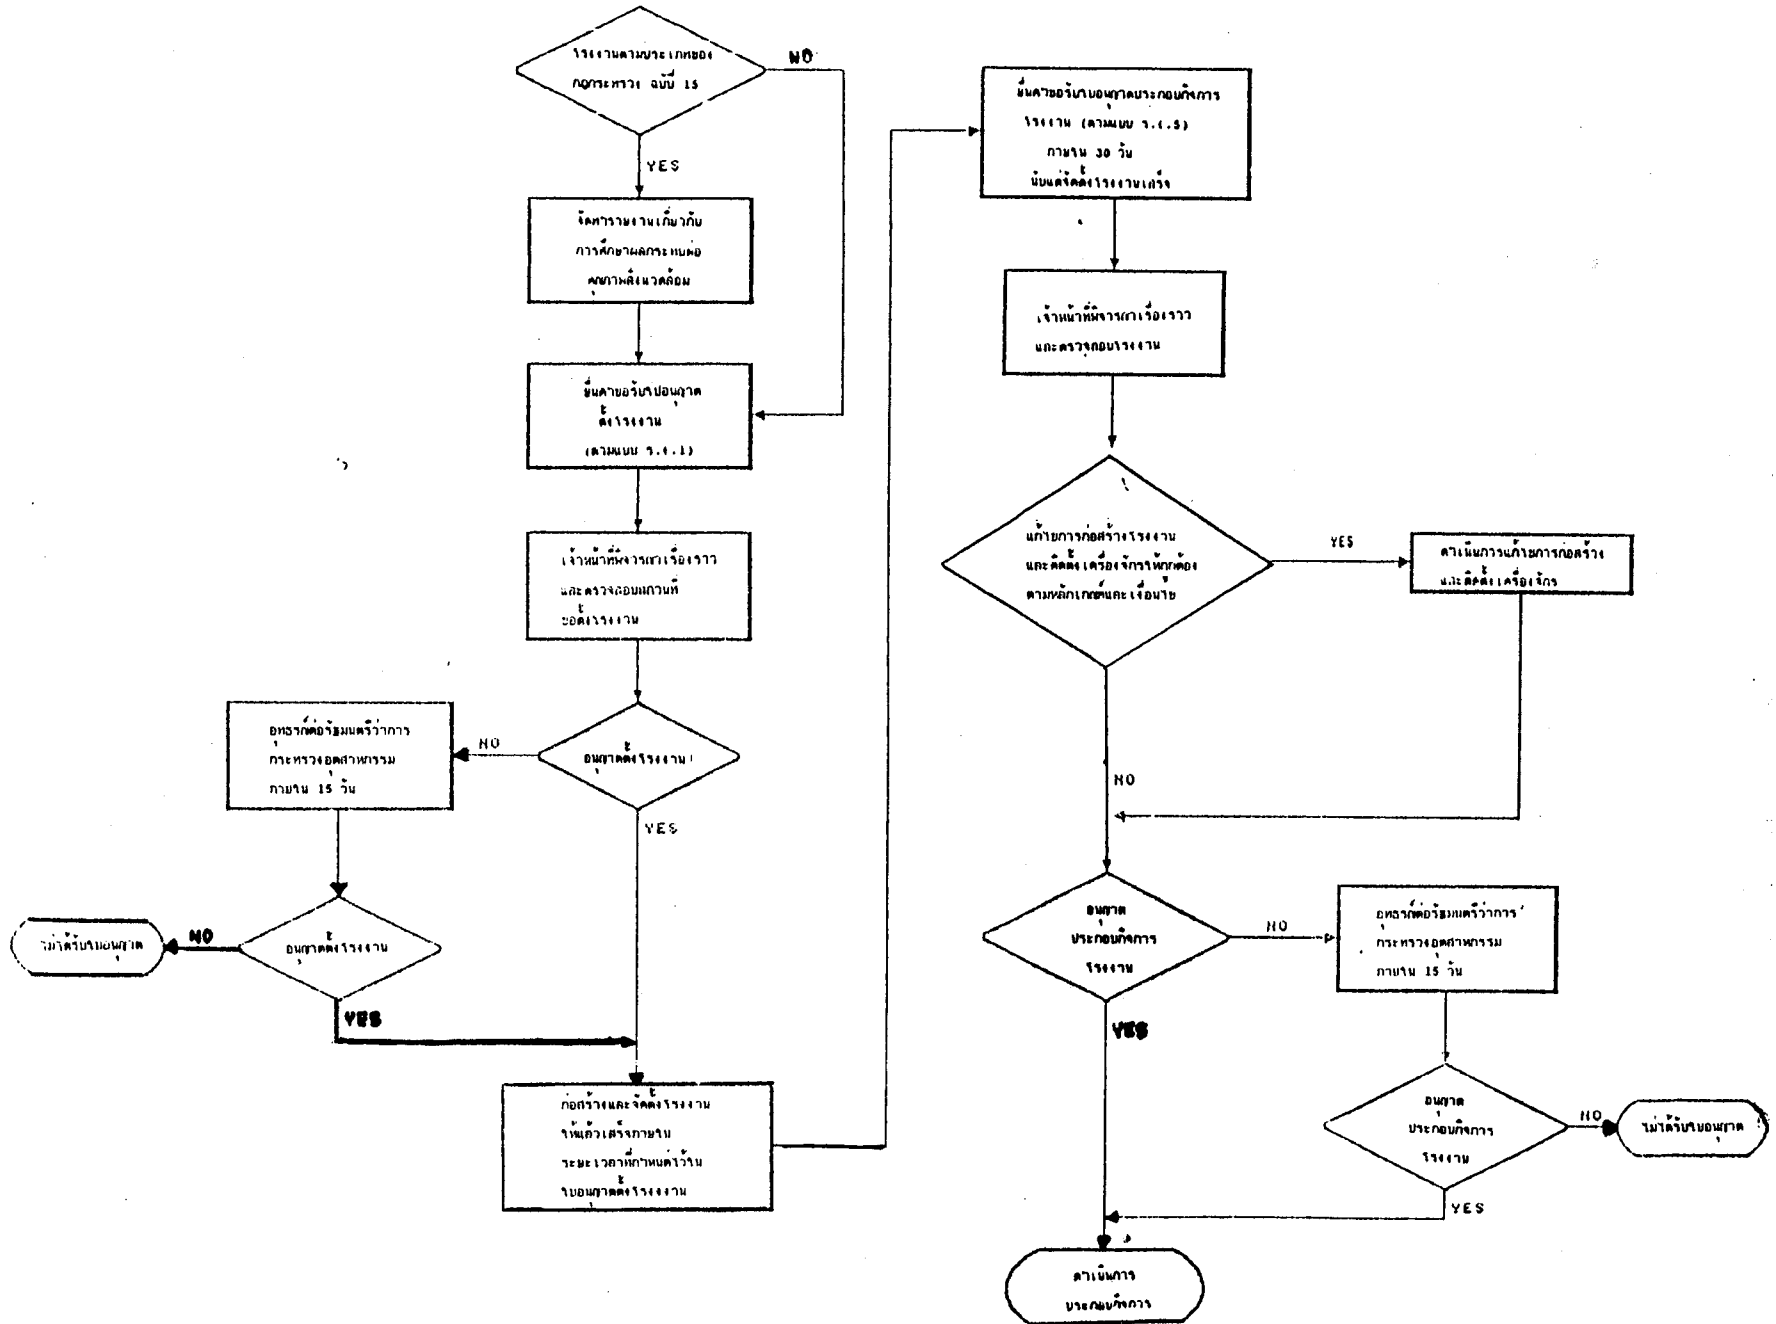 โรงงานตามประเภทของ
กฎกระทรวง ฉบับที่ 15
NO
YES
จัดทำรายงานเกี่ยวกับ
การศึกษาผลกระทบต่อ
คุณภาพสิ่งแวดล้อม
ยื่นคำขอรับใบอนุญาต
ตั้งโรงงาน
(ตามแบบ ร.ง.1)
เจ้าหน้าที่พิจารณาเรื่องราว
และตรวจสอบสถานที่
ขอตั้งโรงงาน
อนุญาตตั้งโรงงาน
NO
YES
อุทธรณ์ต่อรัฐมนตรีว่าการ
กระทรวงอุตสาหกรรม
ภายใน 15 วัน
อนุญาตตั้งโรงงาน
NO
ไม่ได้รับใบอนุญาต
YES
ก่อสร้างและจัดตั้งโรงงาน
ให้แล้วเสร็จภายใน
ระยะเวลาที่กำหนดไว้ใน
ใบอนุญาตตั้งโรงงาน
ยื่นคำขอรับใบอนุญาตประกอบกิจการ
โรงงาน (ตามแบบ ร.ง.5)
ภายใน 30 วัน
นับแต่จัดตั้งโรงงานเสร็จ
เจ้าหน้าที่พิจารณาเรื่องราว
และตรวจสอบโรงงาน
แก้ไขการก่อสร้างโรงงาน
และติดตั้งเครื่องจักรให้ถูกต้อง
ตามหลักเกณฑ์และเงื่อนไข
YES
ดำเนินการแก้ไขการก่อสร้าง
และติดตั้งเครื่องจักร
NO
อนุญาต
ประกอบกิจการ
โรงงาน
NO
YES
อุทธรณ์ต่อรัฐมนตรีว่าการ
กระทรวงอุตสาหกรรม
ภายใน 15 วัน
อนุญาต
ประกอบกิจการ
โรงงาน
NO
ไม่ได้รับใบอนุญาต
YES
ดำเนินการ
ประกอบกิจการ